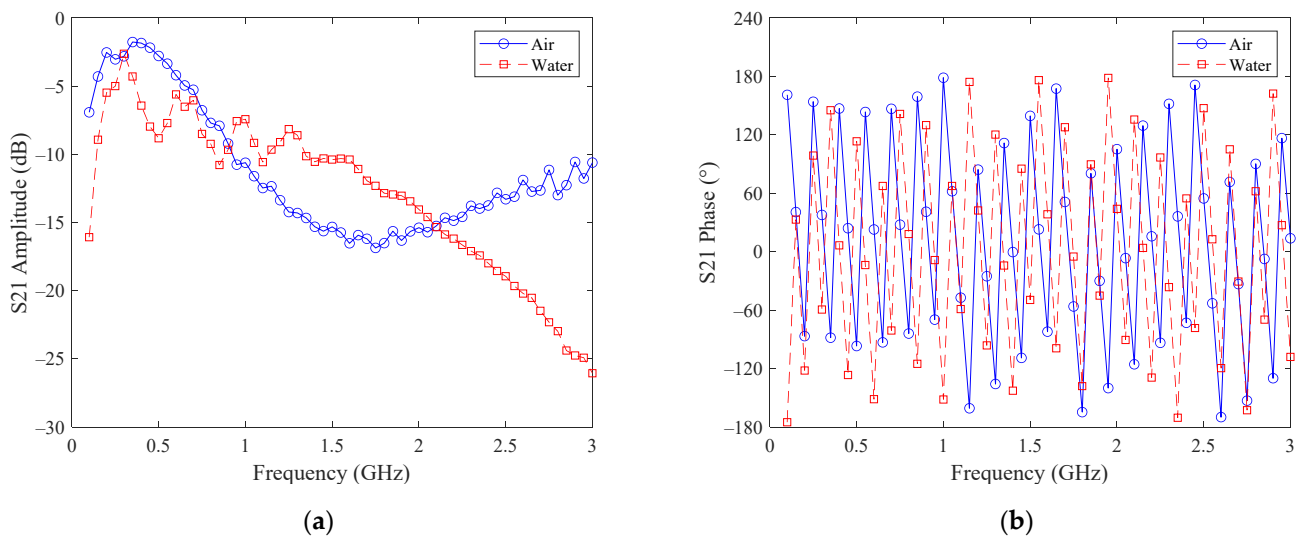 0
−5
−10
−15
−20
−25
−30
S21 Amplitude (dB)
Air
Water
0 0.5 1 1.5 2 2.5 3
Frequency (GHz)
(a)
240
180
120
60
0
−60
−120
−180
S21 Phase (°)
Air
Water
0 0.5 1 1.5 2 2.5 3
Frequency (GHz)
(b)